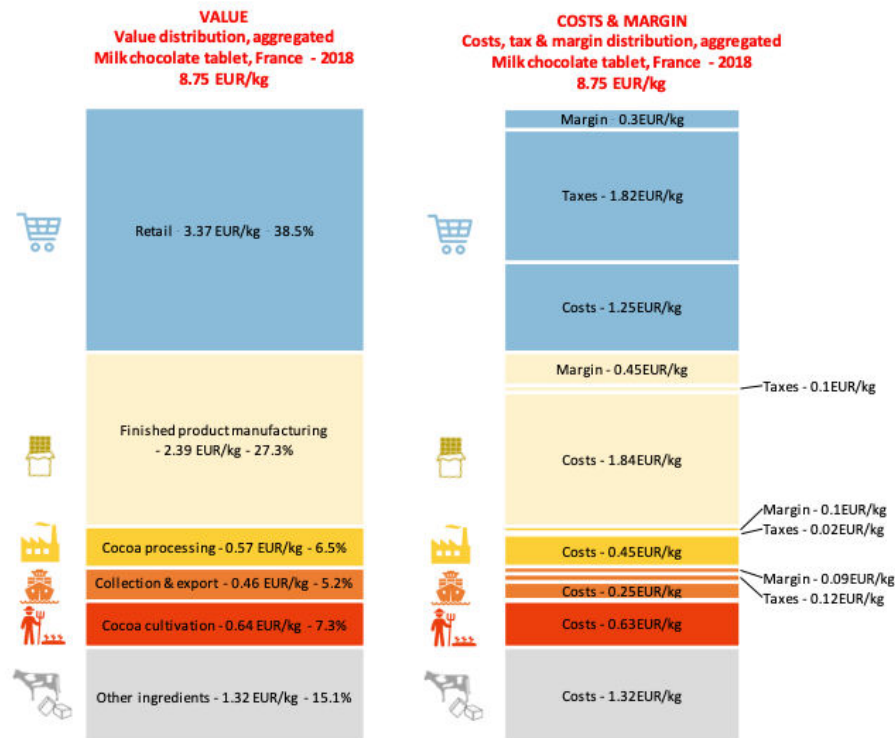 VALUE
Value distribution, aggregated
Milk chocolate tablet, France - 2018
8.75 EUR/kg
Retail - 3.37 EUR/kg - 38.5%
Finished product manufacturing
- 2.39 EUR/kg - 27.3%
Cocoa processing - 0.57 EUR/kg - 6.5%
Collection & export - 0.46 EUR/kg - 5.2%
Cocoa cultivation - 0.64 EUR/kg - 7.3%
Other ingredients - 1.32 EUR/kg - 15.1%
COSTS & MARGIN
Costs, tax & margin distribution, aggregated
Milk chocolate tablet, France - 2018
8.75 EUR/kg
Margin - 0.3EUR/kg
Taxes - 1.82EUR/kg
Costs - 1.25EUR/kg
Margin - 0.45EUR/kg
Taxes - 0.1EUR/kg
Costs - 1.84EUR/kg
Margin - 0.1EUR/kg
Taxes - 0.02EUR/kg
Costs - 0.45EUR/kg
Margin - 0.09EUR/kg
Taxes - 0.12EUR/kg
Costs - 0.25EUR/kg
Costs - 0.63EUR/kg
Costs - 1.32EUR/kg